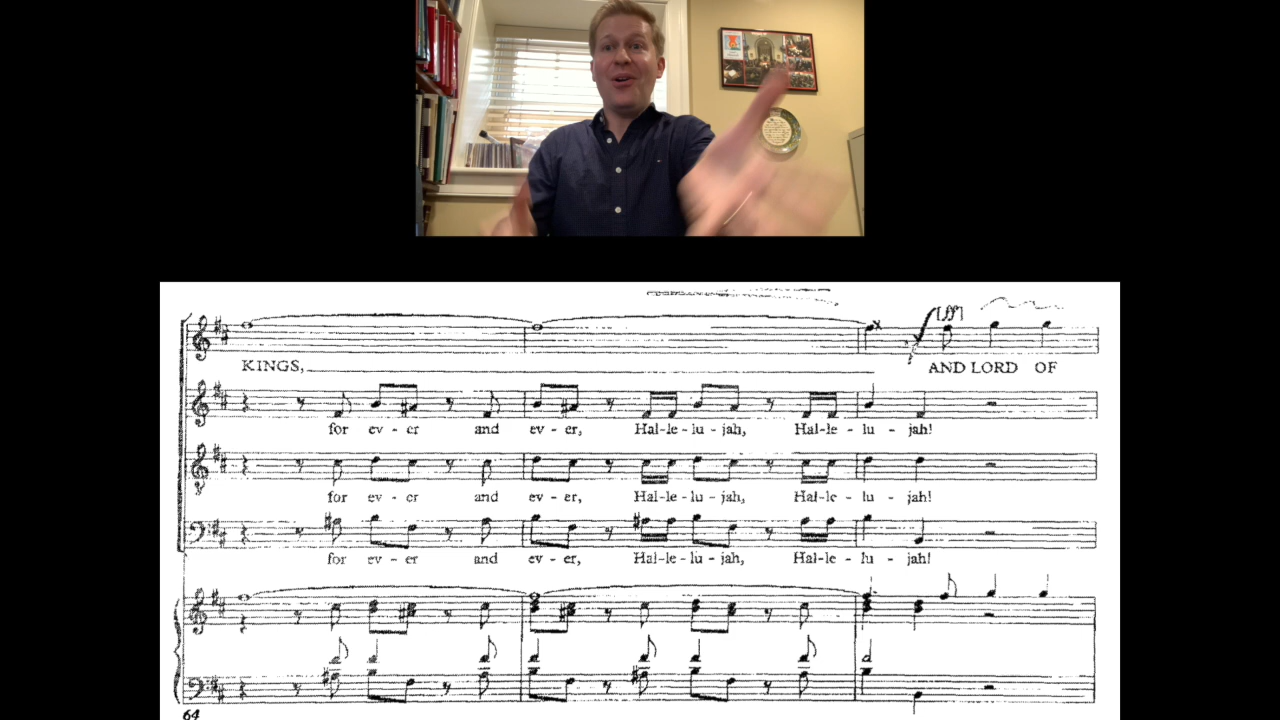 [ff]
KINGS, AND LORD OF
for ev - er and ev - er, Hal-le-lu-jah, Hal-le - lu - jah!
for ev - er and ev - er, Hal-le-lu-jah, Hal-le - lu - jah!
for ev - er and ev - er, Hal-le-lu-jah, Hal-le - lu - jah!
64